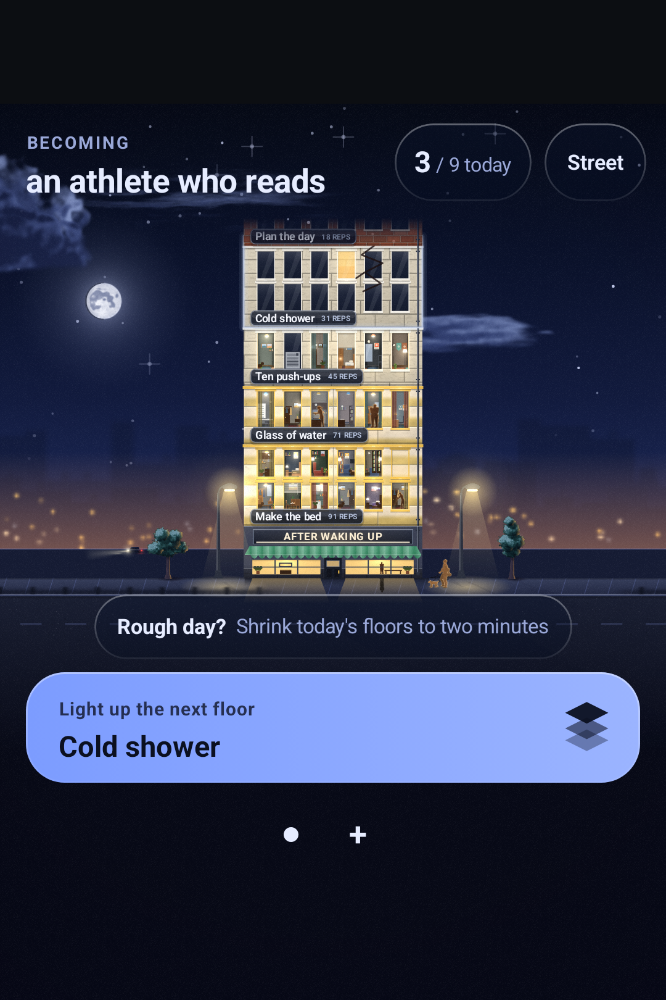 BECOMING
an athlete who reads
3 / 9 today
Street
Plan the day 18 REPS
Cold shower 31 REPS
Ten push-ups 45 REPS
Glass of water 71 REPS
Make the bed 91 REPS
AFTER WAKING UP
Rough day? Shrink today's floors to two minutes
Light up the next floor
Cold shower